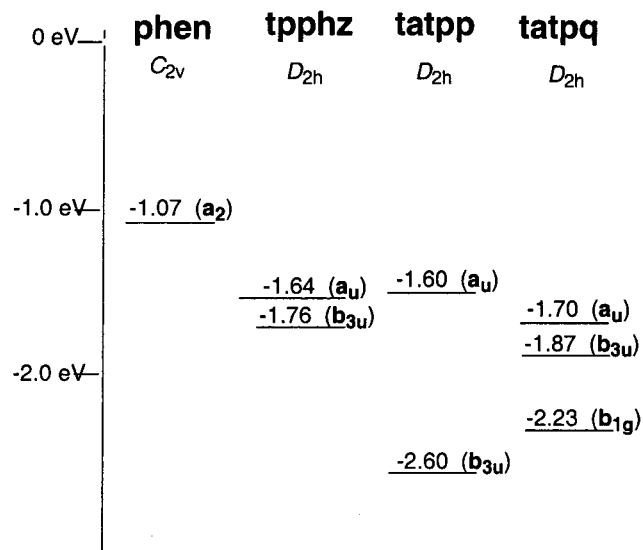 0 eV phen tpphz tatpp tatpq
C2v D2h D2h D2h
-1.0 eV -1.07 (a2)
-1.64 (au) -1.60 (au)
-1.76 (b3u) -1.70 (au)
-1.87 (b3u)
-2.0 eV
-2.23 (b1g)
-2.60 (b3u)